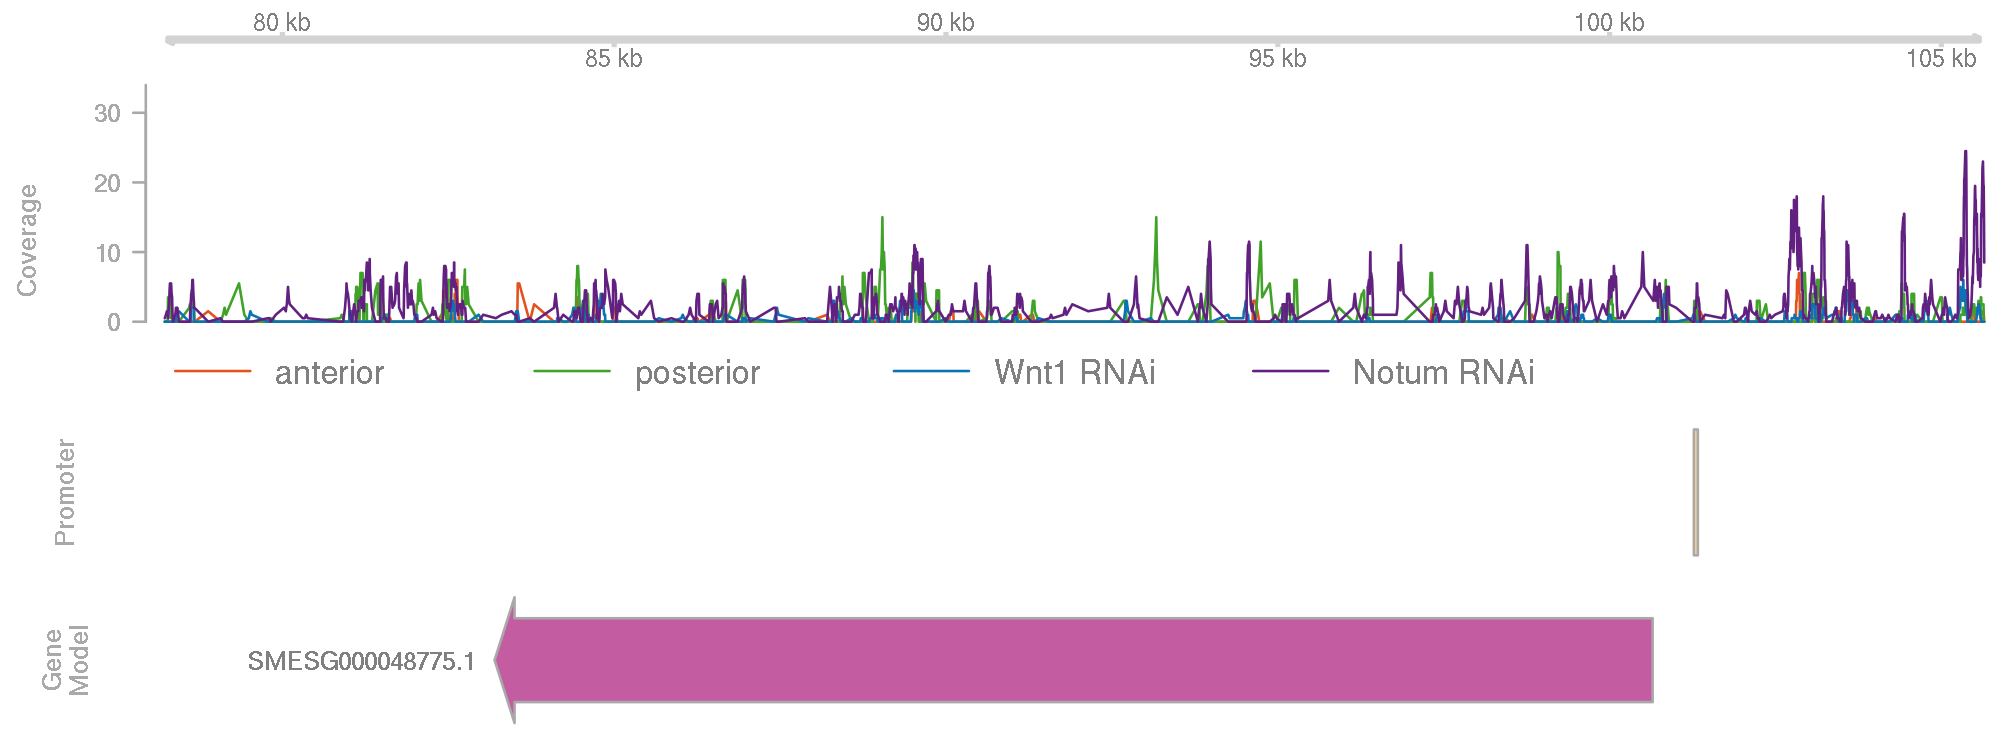 80 kb 90 kb 100 kb
85 kb 95 kb 105 kb
Coverage
30
20
10
0
anterior posterior Wnt1 RNAi Notum RNAi
Promoter
Gene
Model
SMESG000048775.1